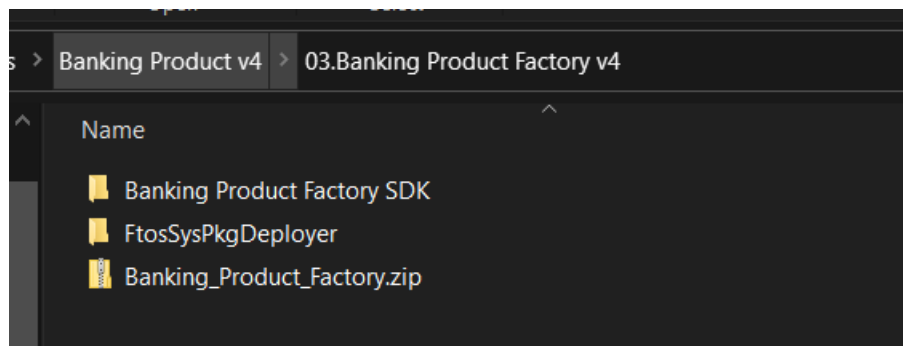 Banking Product v4 > 03.Banking Product Factory v4
Name
Banking Product Factory SDK
FtosSysPkgDeployer
Banking_Product_Factory.zip